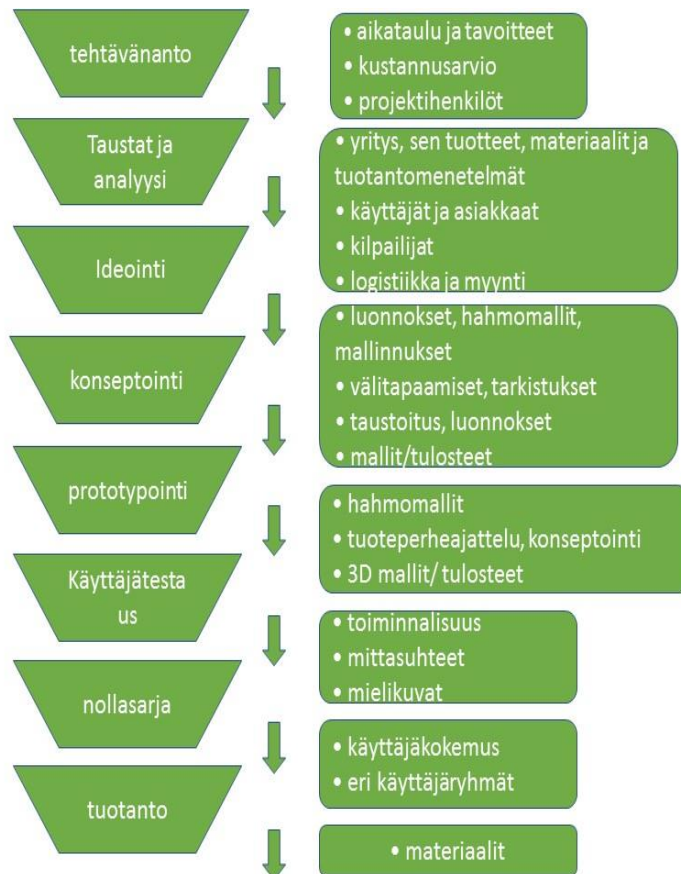 tehtävänanto
• aikataulu ja tavoitteet
• kustannusarvio
• projektihenkilöt
Taustat ja
analyysi
• yritys, sen tuotteet, materiaalit ja
tuotantomenetelmät
• käyttäjät ja asiakkaat
• kilpailijat
• logistiikka ja myynti
Ideointi
• luonnokset, hahmomallit,
mallinnukset
• välitapaamiset, tarkistukset
• taustoitus, luonnokset
• mallit/tulosteet
konseptointi
prototypointi
• hahmomallit
• tuoteperheajattelu, konseptointi
• 3D mallit/ tulosteet
Käyttäjätesta
us
• toiminnalisuus
• mittasuhteet
• mielikuvat
nollasarja
• käyttäjäkokemus
• eri käyttäjäryhmät
tuotanto
• materiaalit